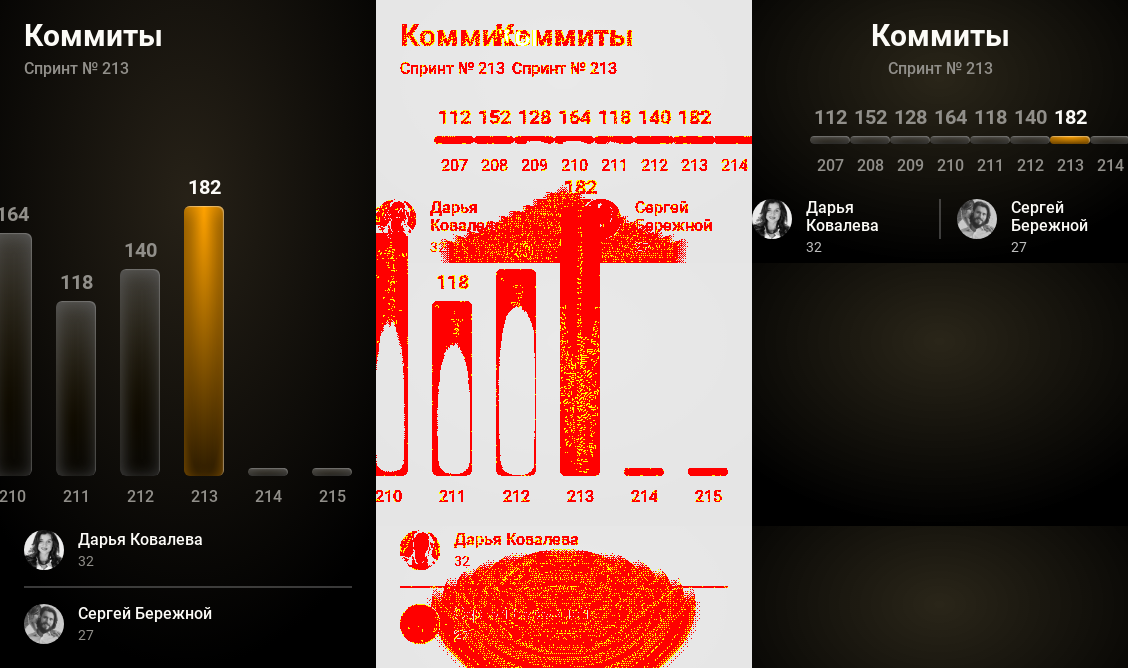 Коммиты
Спринт № 213
182
164
140
118
210 211 212 213 214 215
Дарья Ковалева
32
Сергей Бережной
27
Коммиты
Спринт № 213 Спринт № 213
112 152 128 164 118 140 182
207 208 209 210 211 212 213 214
182
Дарья
Ковалева
32
Сергей
Бережной
118
210 211 212 213 214 215
Дарья Ковалева
32
Коммиты
Спринт № 213
112 152 128 164 118 140 182
207 208 209 210 211 212 213 214
Дарья
Ковалева
32
Сергей
Бережной
27